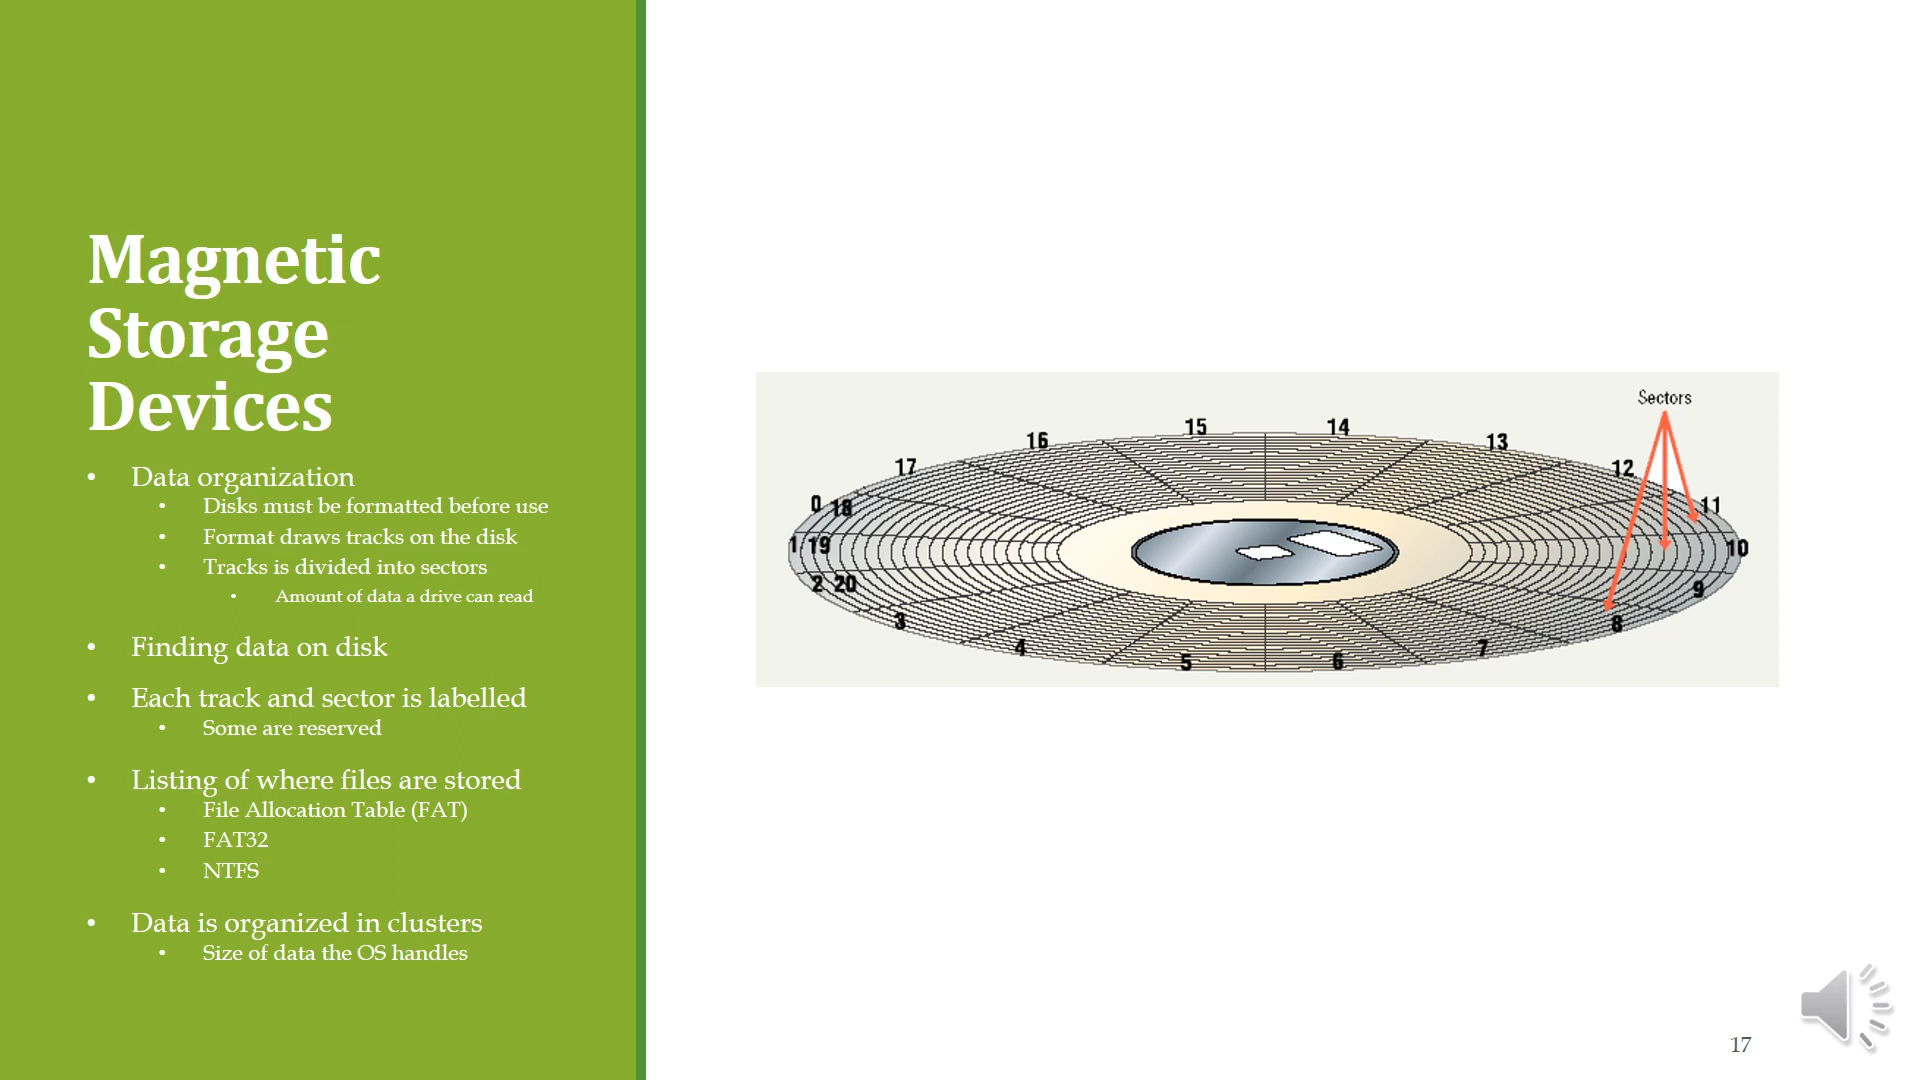 Magnetic
Storage
Devices
• Data organization
• Disks must be formatted before use
• Format draws tracks on the disk
• Tracks is divided into sectors
• Amount of data a drive can read
• Finding data on disk
• Each track and sector is labelled
• Some are reserved
• Listing of where files are stored
• File Allocation Table (FAT)
• FAT32
• NTFS
• Data is organized in clusters
• Size of data the OS handles
Sectors
15 14
16 13
17 12
0 18 11
1 19 10
2 20 9
3 8
4 7
5 6
17